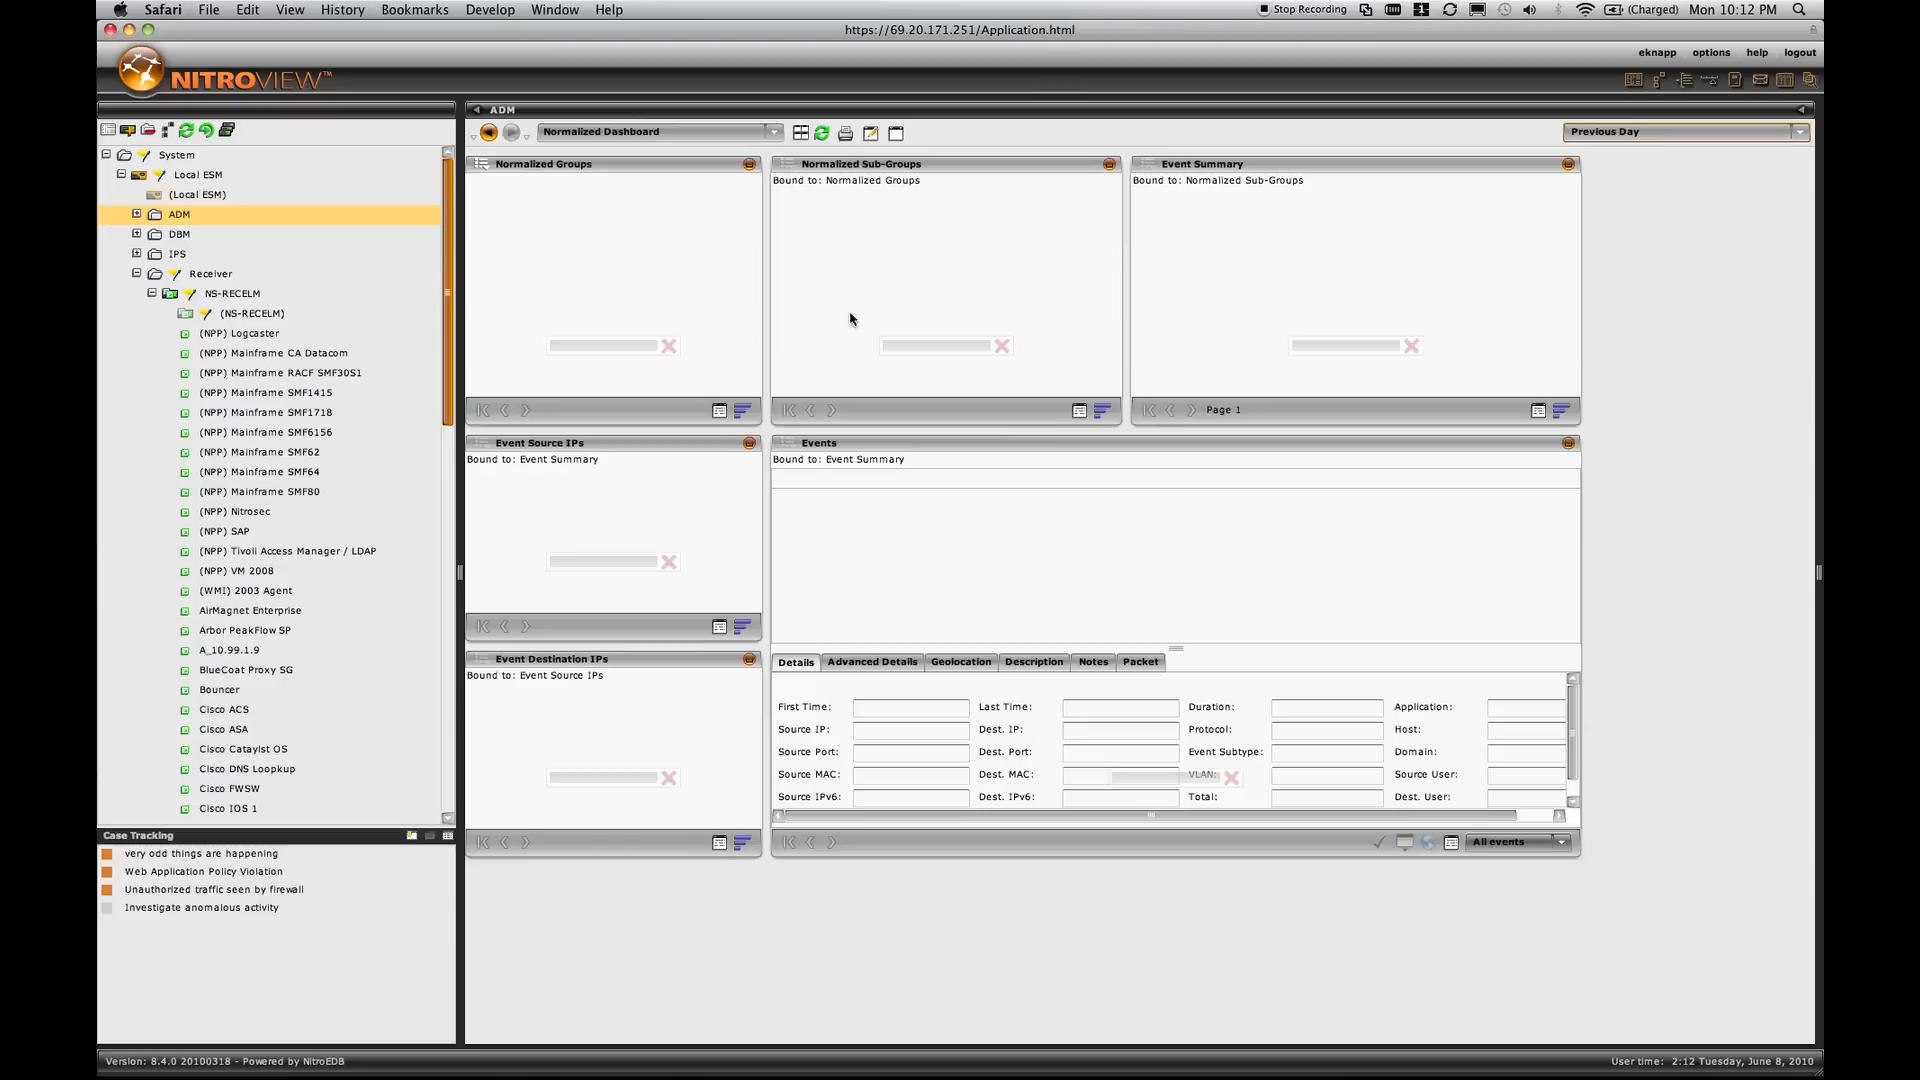 Safari File Edit View History Bookmarks Develop Window Help
Stop Recording (Charged) Mon 10:12 PM
https://69.20.171.251/Application.html
eknapp options help logout
NITROVIEW™
ADM
Normalized Dashboard
Previous Day
System
Local ESM
(Local ESM)
ADM
DBM
IPS
Receiver
NS-RECELM
(NS-RECELM)
(NPP) Logcaster
(NPP) Mainframe CA Datacom
(NPP) Mainframe RACF SMF30S1
(NPP) Mainframe SMF1415
(NPP) Mainframe SMF1718
(NPP) Mainframe SMF6156
(NPP) Mainframe SMF62
(NPP) Mainframe SMF64
(NPP) Mainframe SMF80
(NPP) Nitrosec
(NPP) SAP
(NPP) Tivoli Access Manager / LDAP
(NPP) VM 2008
(WMI) 2003 Agent
AirMagnet Enterprise
Arbor PeakFlow SP
A_10.99.1.9
BlueCoat Proxy SG
Bouncer
Cisco ACS
Cisco ASA
Cisco Cataylst OS
Cisco DNS Loopkup
Cisco FWSW
Cisco IOS 1
Case Tracking
very odd things are happening
Web Application Policy Violation
Unauthorized traffic seen by firewall
Investigate anomalous activity
Normalized Groups
Normalized Sub-Groups
Bound to: Normalized Groups
Event Summary
Bound to: Normalized Sub-Groups
Page 1
Event Source IPs
Bound to: Event Summary
Events
Bound to: Event Summary
Event Destination IPs
Bound to: Event Source IPs
Details Advanced Details Geolocation Description Notes Packet
First Time: Last Time: Duration: Application:
Source IP: Dest. IP: Protocol: Host:
Source Port: Dest. Port: Event Subtype: Domain:
Source MAC: Dest. MAC: VLAN: Source User:
Source IPv6: Dest. IPv6: Total: Dest. User:
All events
Version: 8.4.0 20100318 - Powered by NitroEDB
User time: 2:12 Tuesday, June 8, 2010